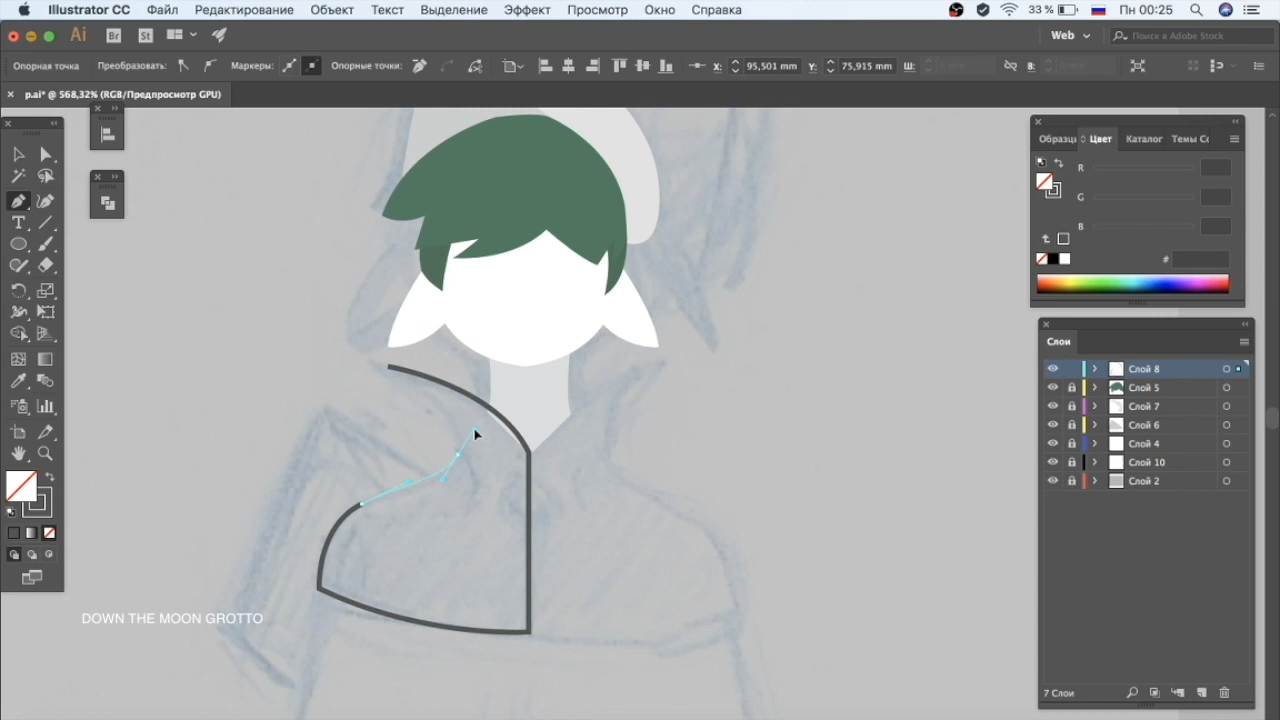 Illustrator CC Файл Редактирование Объект Текст Выделение Эффект Просмотр Окно Справка 33 % Пн 00:25
Ai Br St Web Поиск в Adobe Stock
Опорная точка Преобразовать: Маркеры: Опорные точки: X: 95,501 mm Y: 75,915 mm Ш: В:
× p.ai* @ 568,32% (RGB/Предпросмотр GPU)
Образцы Цвет Каталог Темы Co
R
G
B
#
Слои
Слой 8
Слой 5
Слой 7
Слой 6
Слой 4
Слой 10
Слой 2
7 Слои
DOWN THE MOON GROTTO